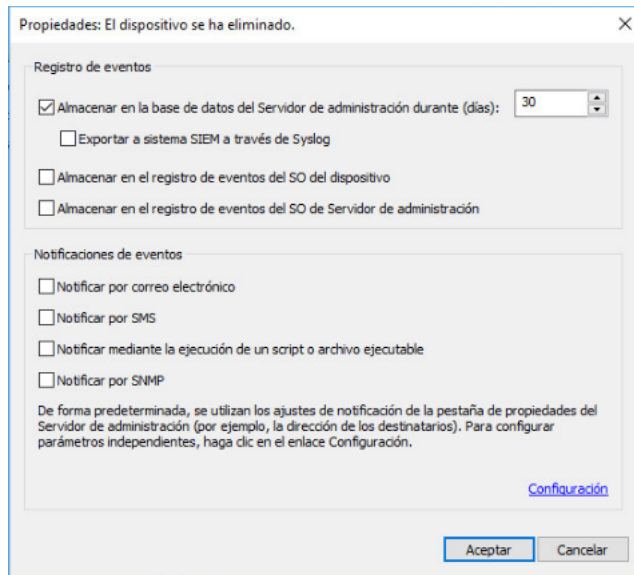 Propiedades: El dispositivo se ha eliminado.
Registro de eventos
Almacenar en la base de datos del Servidor de administración durante (días): 30
Exportar a sistema SIEM a través de Syslog
Almacenar en el registro de eventos del SO del dispositivo
Almacenar en el registro de eventos del SO de Servidor de administración
Notificaciones de eventos
Notificar por correo electrónico
Notificar por SMS
Notificar mediante la ejecución de un script o archivo ejecutable
Notificar por SNMP
De forma predeterminada, se utilizan los ajustes de notificación de la pestaña de propiedades del
Servidor de administración (por ejemplo, la dirección de los destinatarios). Para configurar
parámetros independientes, haga clic en el enlace Configuración.
Configuración
Aceptar Cancelar